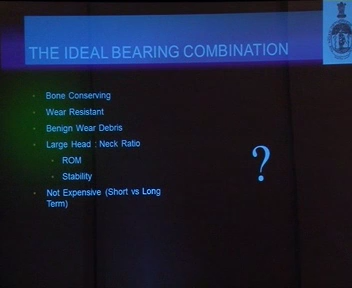 THE IDEAL BEARING COMBINATION
Bone Conserving
Wear Resistant
Benign Wear Debris
Large Head : Neck Ratio
ROM
Stability
Not Expensive (Short vs Long
Term)
?